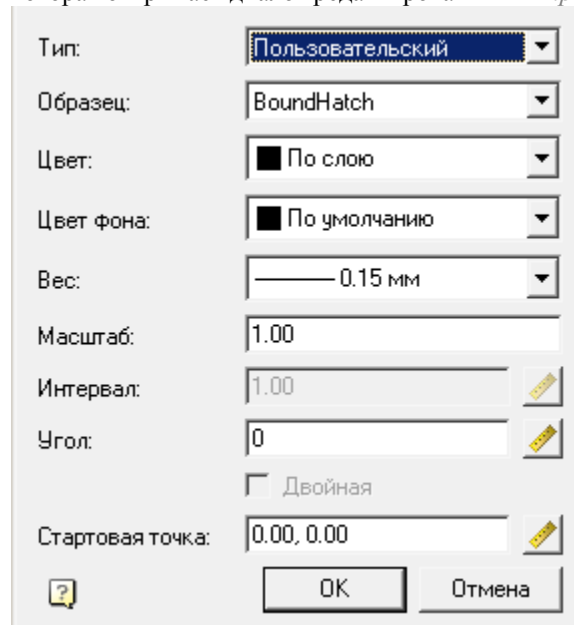 Тип: Пользовательский
Образец: BoundHatch
Цвет: По слою
Цвет фона: По умолчанию
Вес: 0.15 мм
Масштаб: 1.00
Интервал: 1.00
Угол: 0
Двойная
Стартовая точка: 0.00, 0.00
? OK Отмена